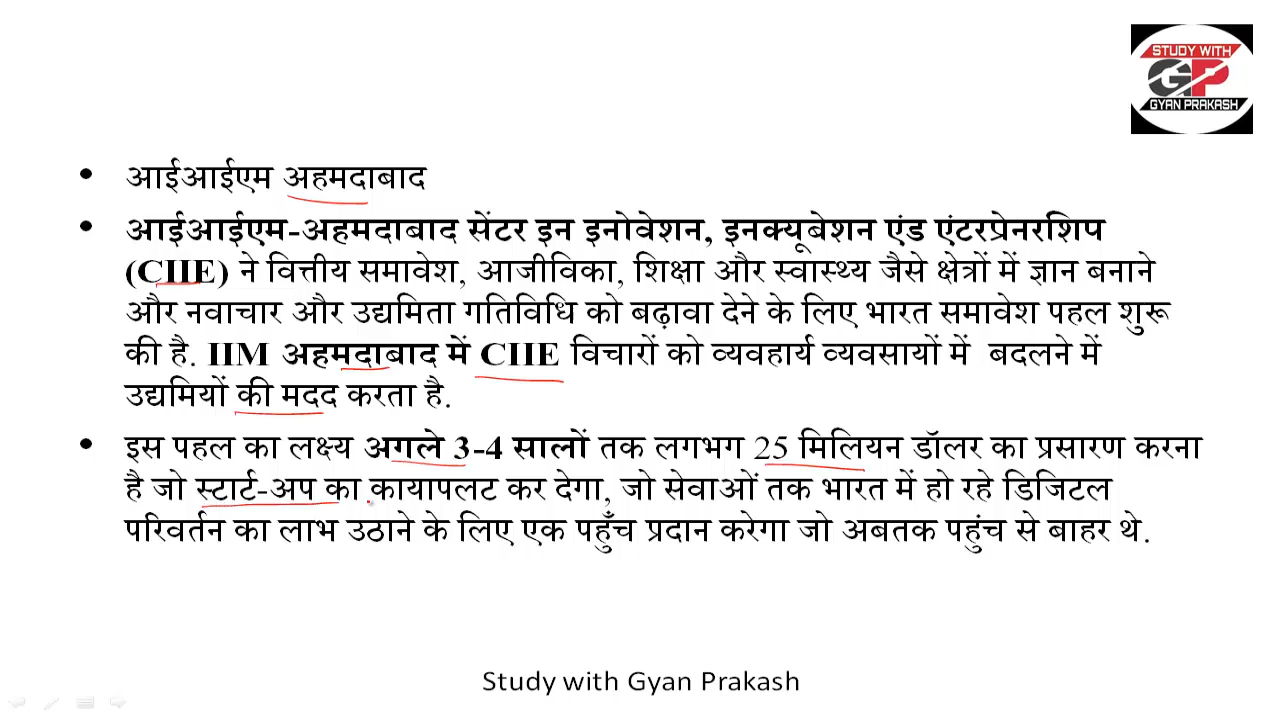 STUDY WITH
GP
GYAN PRAKASH
• आईआईएम अहमदाबाद
• आईआईएम-अहमदाबाद सेंटर इन इनोवेशन, इनक्यूबेशन एंड एंटरप्रेनरशिप
(CIIE) ने वित्तीय समावेश, आजीविका, शिक्षा और स्वास्थ्य जैसे क्षेत्रों में ज्ञान बनाने
और नवाचार और उद्यमिता गतिविधि को बढ़ावा देने के लिए भारत समावेश पहल शुरू
की है. IIM अहमदाबाद में CIIE विचारों को व्यवहार्य व्यवसायों में बदलने में
उद्यमियों की मदद करता है.
• इस पहल का लक्ष्य अगले 3-4 सालों तक लगभग 25 मिलियन डॉलर का प्रसारण करना
है जो स्टार्ट-अप का कायापलट कर देगा, जो सेवाओं तक भारत में हो रहे डिजिटल
परिवर्तन का लाभ उठाने के लिए एक पहुँच प्रदान करेगा जो अबतक पहुंच से बाहर थे.
Study with Gyan Prakash